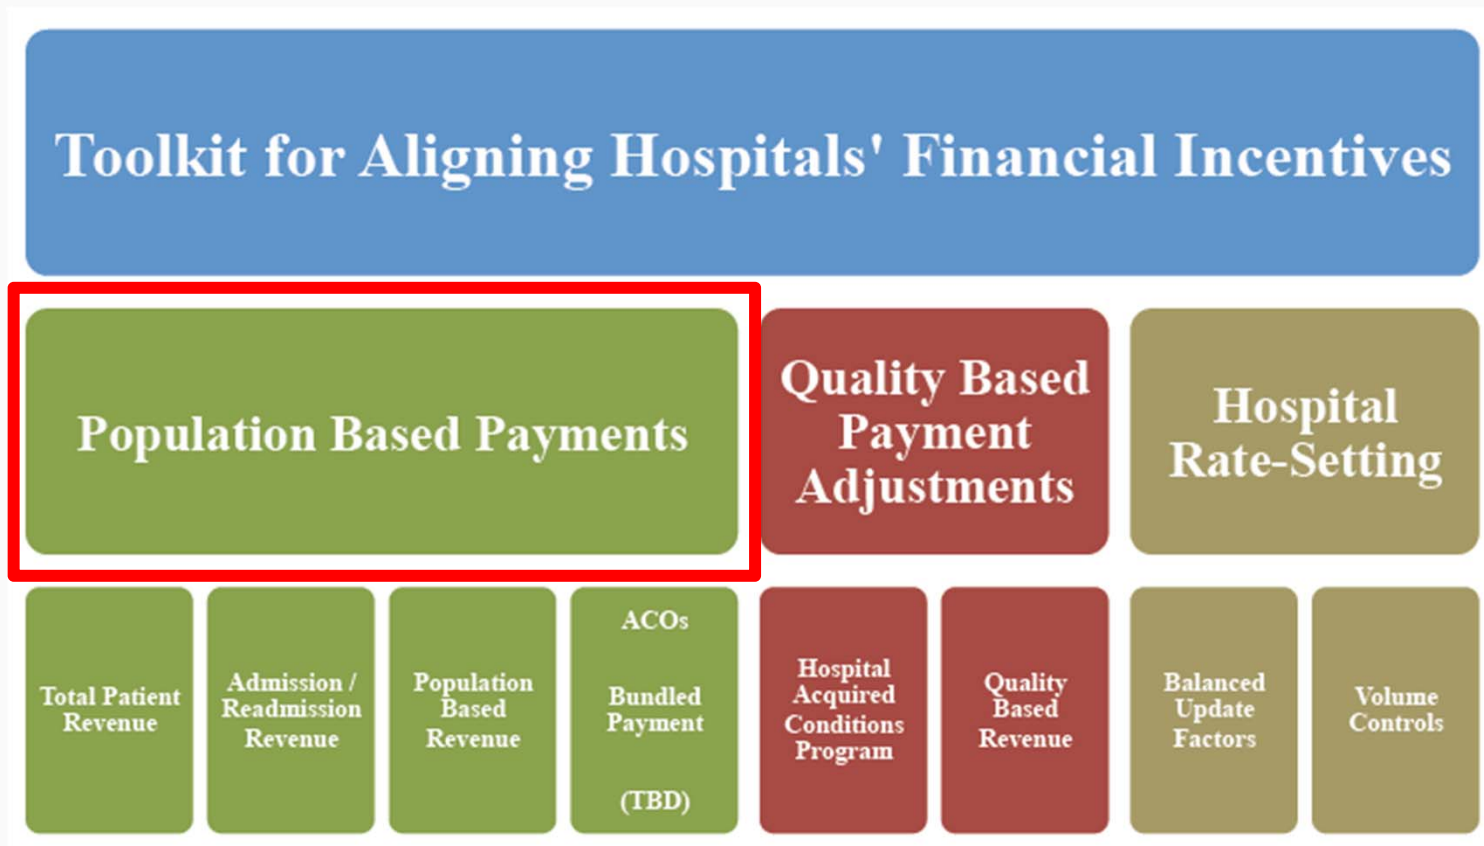 Toolkit for Aligning Hospitals' Financial Incentives
Population Based Payments
Quality Based
Payment
Adjustments
Hospital
Rate-Setting
Total Patient
Revenue
Admission /
Readmission
Revenue
Population
Based
Revenue
ACOs
Bundled
Payment
(TBD)
Hospital
Acquired
Conditions
Program
Quality
Based
Revenue
Balanced
Update
Factors
Volume
Controls